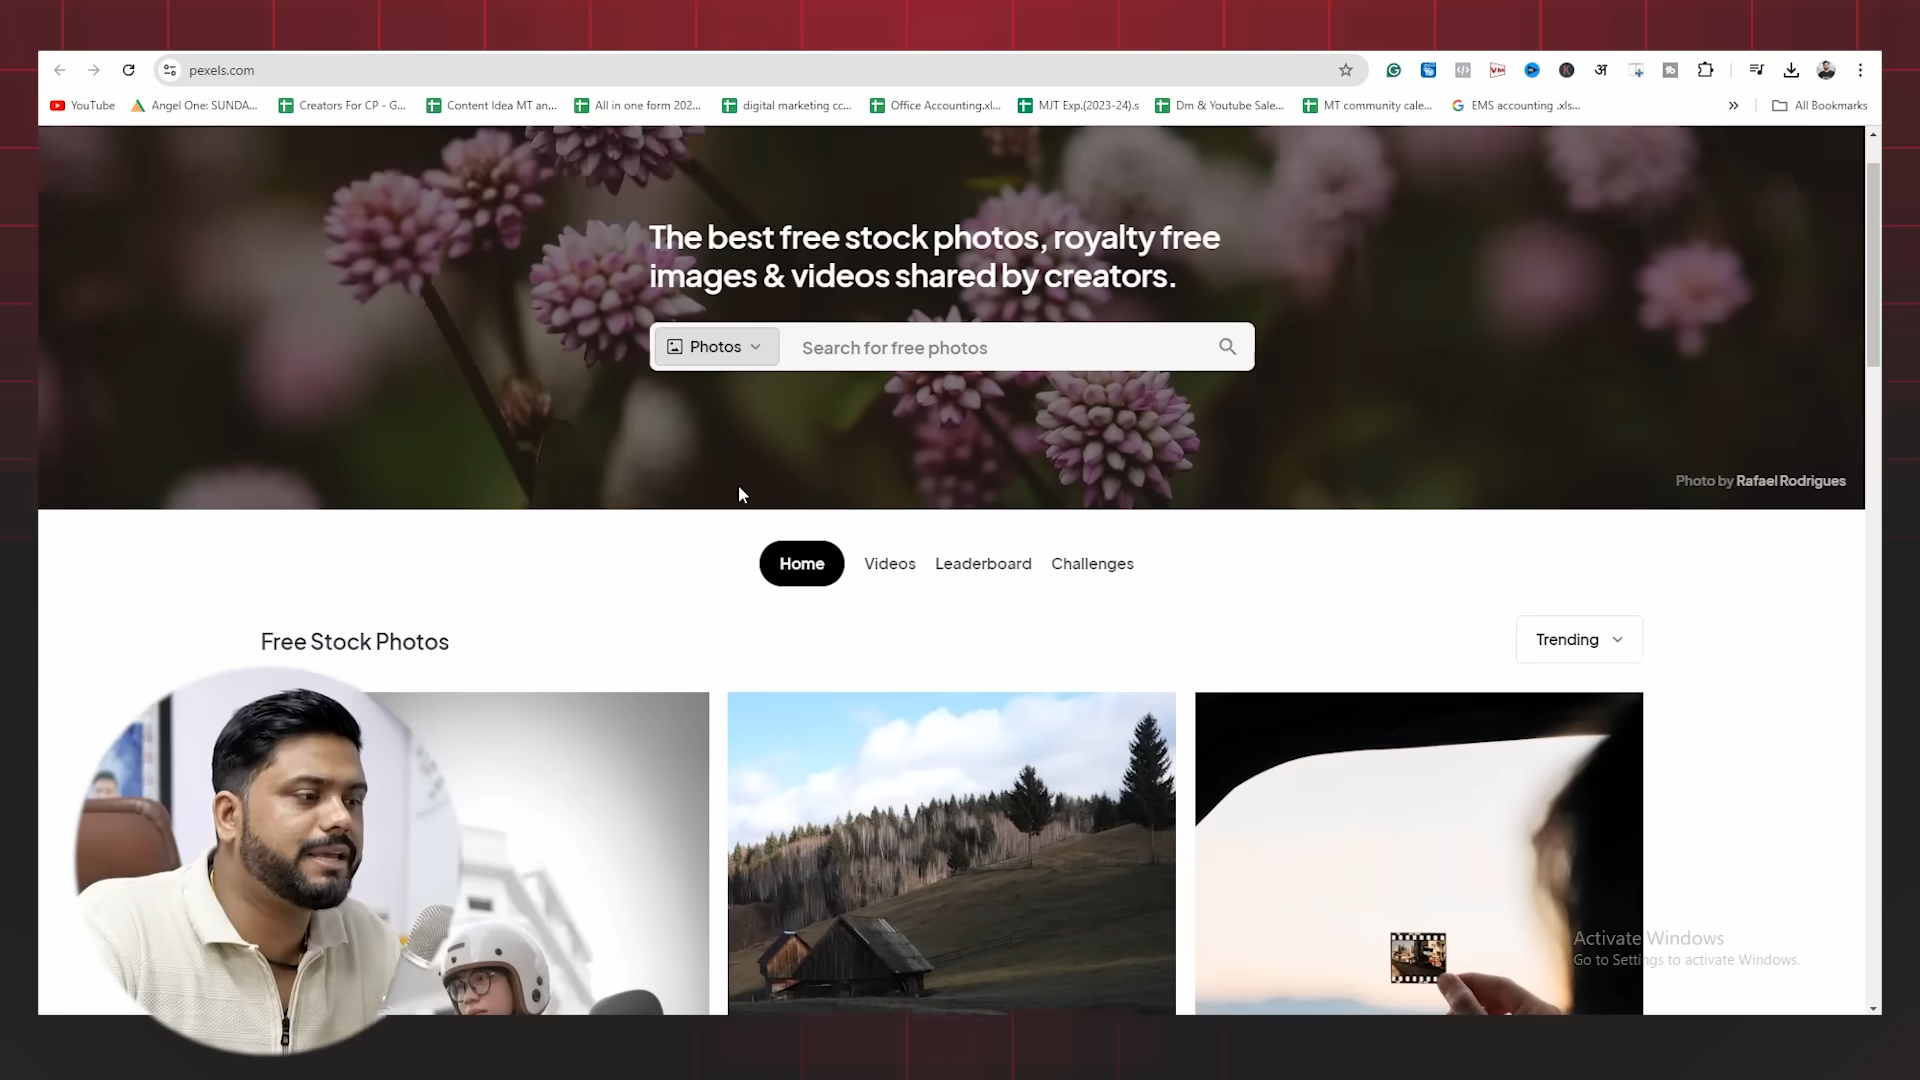 pexels.com
YouTube
Angel One: SUNDA...
Creators For CP - G...
Content Idea MT an...
All in one form 202...
digital marketing cc...
Office Accounting.xl...
MJT Exp.(2023-24).s
Dm & Youtube Sale...
MT community cale...
EMS accounting .xls...
All Bookmarks
The best free stock photos, royalty free
images & videos shared by creators.
Photos
Search for free photos
Photo by Rafael Rodrigues
Home
Videos
Leaderboard
Challenges
Free Stock Photos
Trending
Activate Windows
Go to Settings to activate Windows.